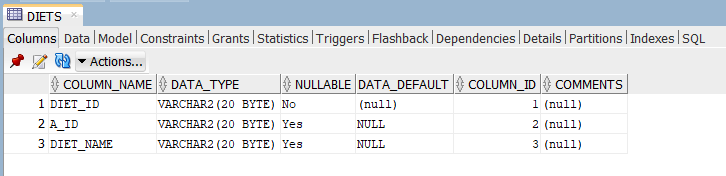 DIETS
Columns Data Model Constraints Grants Statistics Triggers Flashback Dependencies Details Partitions Indexes SQL
Actions...
COLUMN_NAME DATA_TYPE NULLABLE DATA_DEFAULT COLUMN_ID COMMENTS
1 DIET_ID VARCHAR2(20 BYTE) No (null) 1 (null)
2 A_ID VARCHAR2(20 BYTE) Yes NULL 2 (null)
3 DIET_NAME VARCHAR2(20 BYTE) Yes NULL 3 (null)